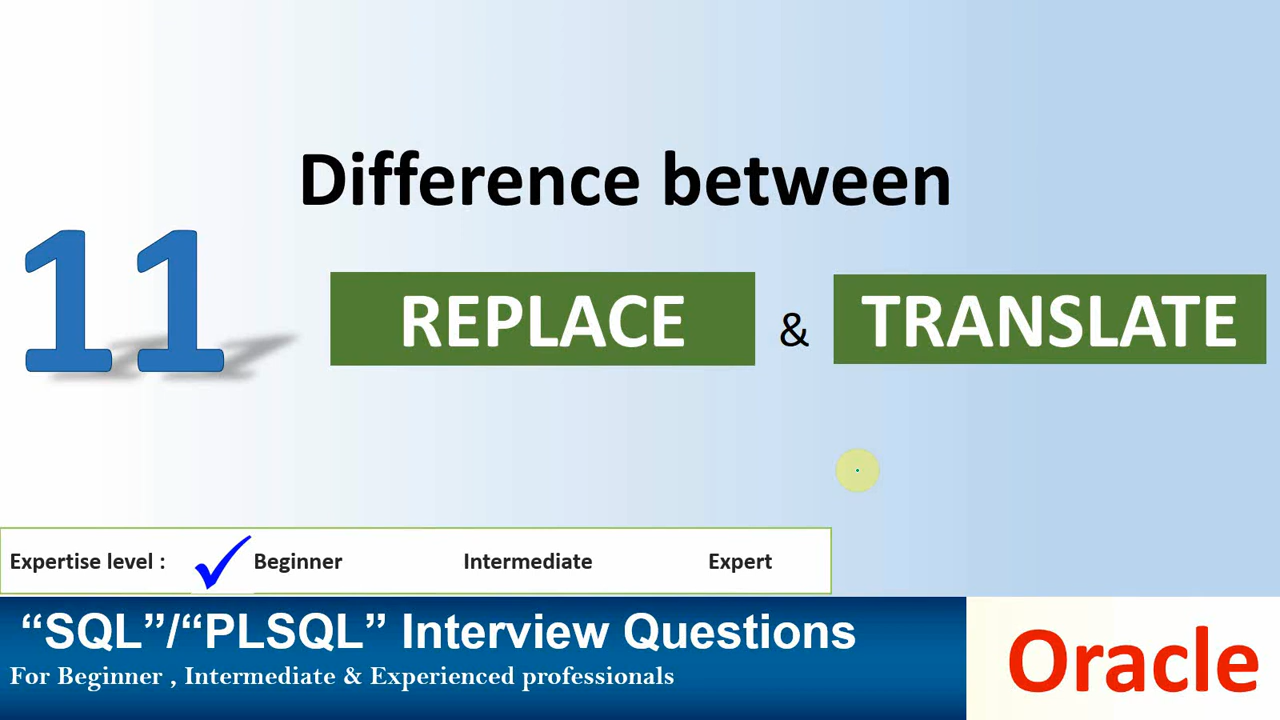 Difference between
11
REPLACE & TRANSLATE
Expertise level : Beginner Intermediate Expert
“SQL”/“PLSQL” Interview Questions
For Beginner , Intermediate & Experienced professionals
Oracle